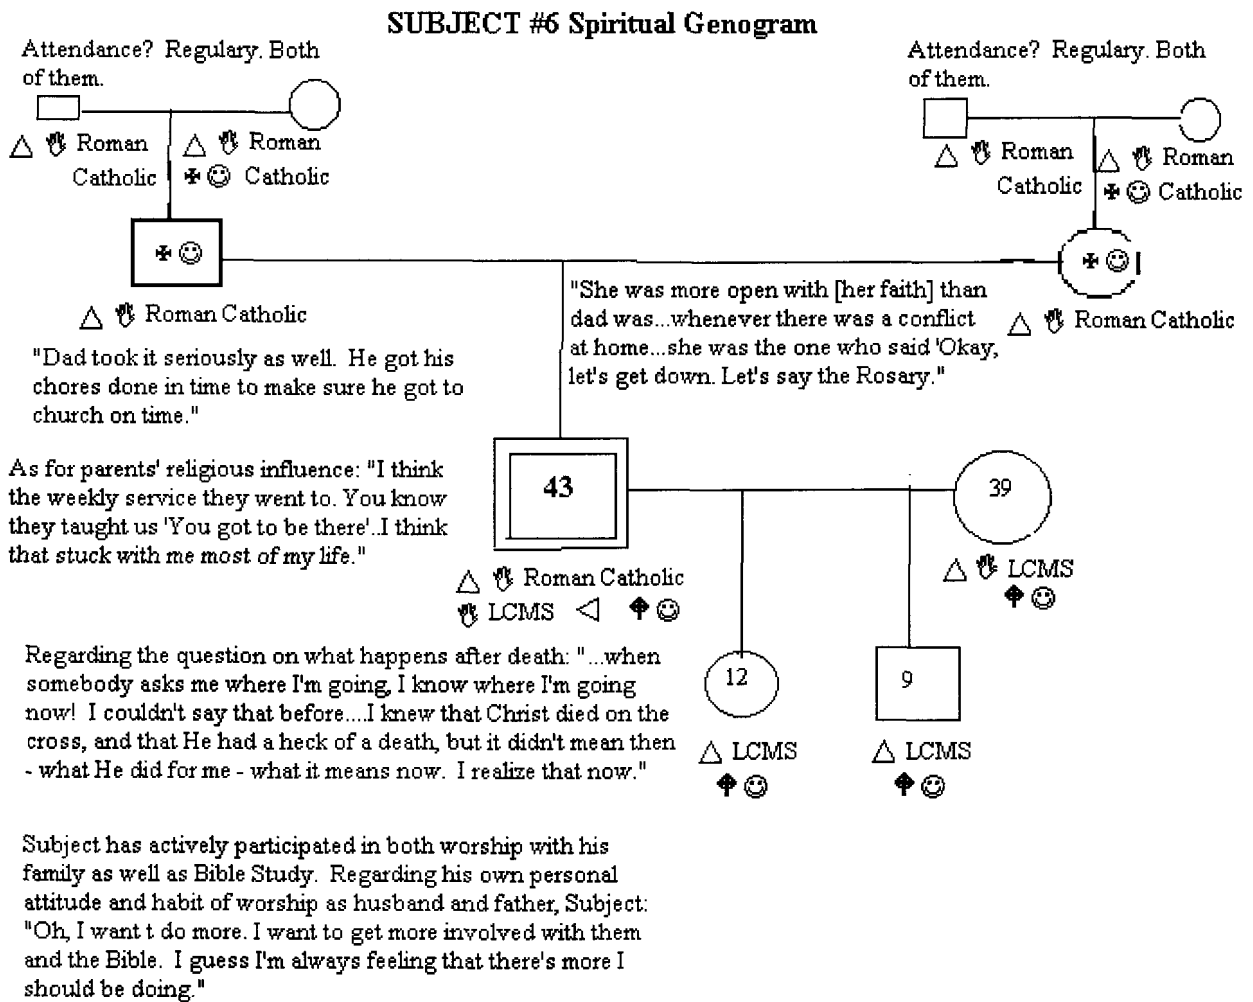 SUBJECT #6 Spiritual Genogram
Attendance? Regulary. Both
of them.
Attendance? Regulary. Both
of them.
Roman
Catholic
Roman
Catholic
Roman
Catholic
Roman
Catholic
Roman Catholic
"Dad took it seriously as well. He got his
chores done in time to make sure he got to
church on time."
"She was more open with [her faith] than
dad was...whenever there was a conflict
at home...she was the one who said 'Okay,
let's get down. Let's say the Rosary."
Roman Catholic
As for parents' religious influence: "I think
the weekly service they went to. You know
they taught us 'You got to be there'..I think
that stuck with me most of my life."
43
39
Roman Catholic
LCMS
LCMS
Regarding the question on what happens after death: "...when
somebody asks me where I'm going, I know where I'm going
now! I couldn't say that before....I knew that Christ died on the
cross, and that He had a heck of a death, but it didn't mean then
- what He did for me - what it means now. I realize that now."
12
9
LCMS
LCMS
Subject has actively participated in both worship with his
family as well as Bible Study. Regarding his own personal
attitude and habit of worship as husband and father, Subject:
"Oh, I want t do more. I want to get more involved with them
and the Bible. I guess I'm always feeling that there's more I
should be doing."